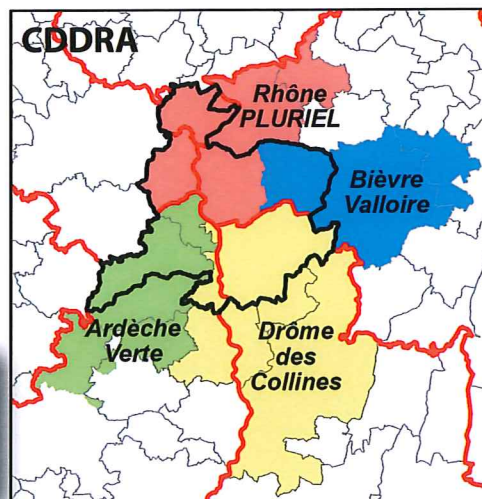 CDDRA
Rhône
PLURIEL
Bièvre
Valloire
Ardèche
Verte
Drôme
des
Collines